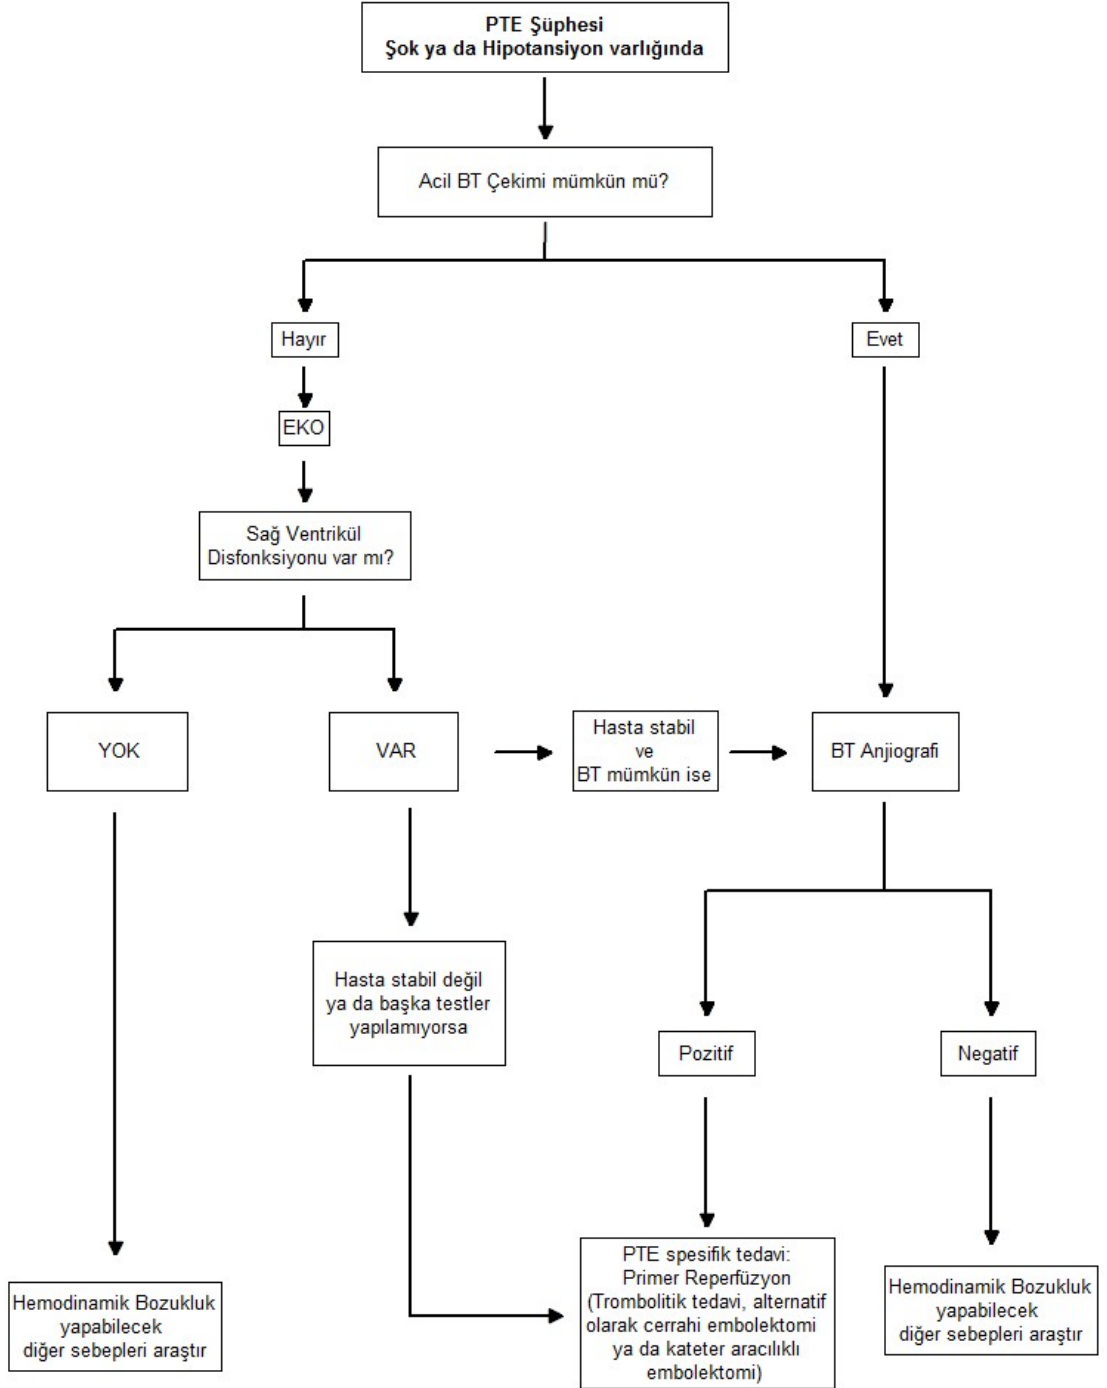 PTE Şüphesi
Şok ya da Hipotansiyon varlığında
Acil BT Çekimi mümkün mü?
Hayır
Evet
EKO
Sağ Ventrikül
Disfonksiyonu var mı?
YOK
VAR
Hasta stabil
ve
BT mümkün ise
BT Anjiografi
Hasta stabil değil
ya da başka testler
yapılamıyorsa
Pozitif
Negatif
Hemodinamik Bozukluk
yapabilecek
diğer sebepleri araştır
PTE spesifik tedavi:
Primer Reperfüzyon
(Trombolitik tedavi, alternatif
olarak cerrahi embolektomi
ya da kateter aracılıklı
embolektomi)
Hemodinamik Bozukluk
yapabilecek
diğer sebepleri araştır